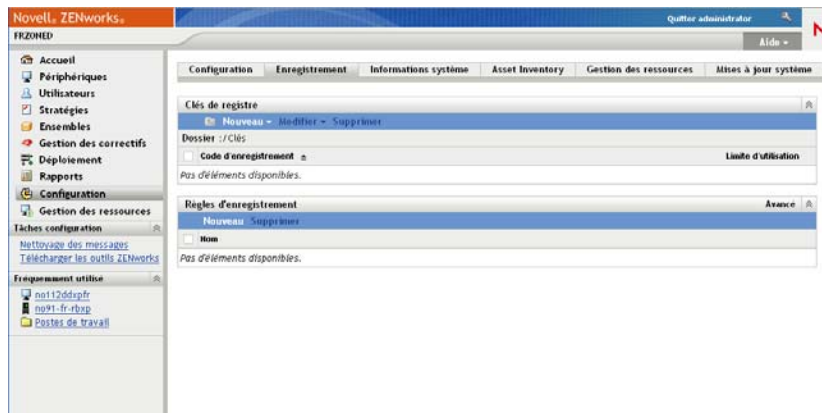 Novell® ZENworks®
Quitter administrator
FRZONED
Aide
Accueil
Périphériques
Utilisateurs
Stratégies
Ensembles
Gestion des correctifs
Déploiement
Rapports
Configuration
Gestion des ressources
Tâches configuration
Nettoyage des messages
Télécharger les outils ZENworks
Fréquemment utilisé
no112ddxpfr
no91-fr-rbxp
Postes de travail
Configuration Enregistrement Informations système Asset Inventory Gestion des ressources Mises à jour système
Clés de registre
Nouveau Modifier Supprimer
Dossier :/Clés
Code d'enregistrement Limite d'utilisation
Pas d'éléments disponibles.
Règles d'enregistrement Avancé
Nouveau Supprimer
Nom
Pas d'éléments disponibles.